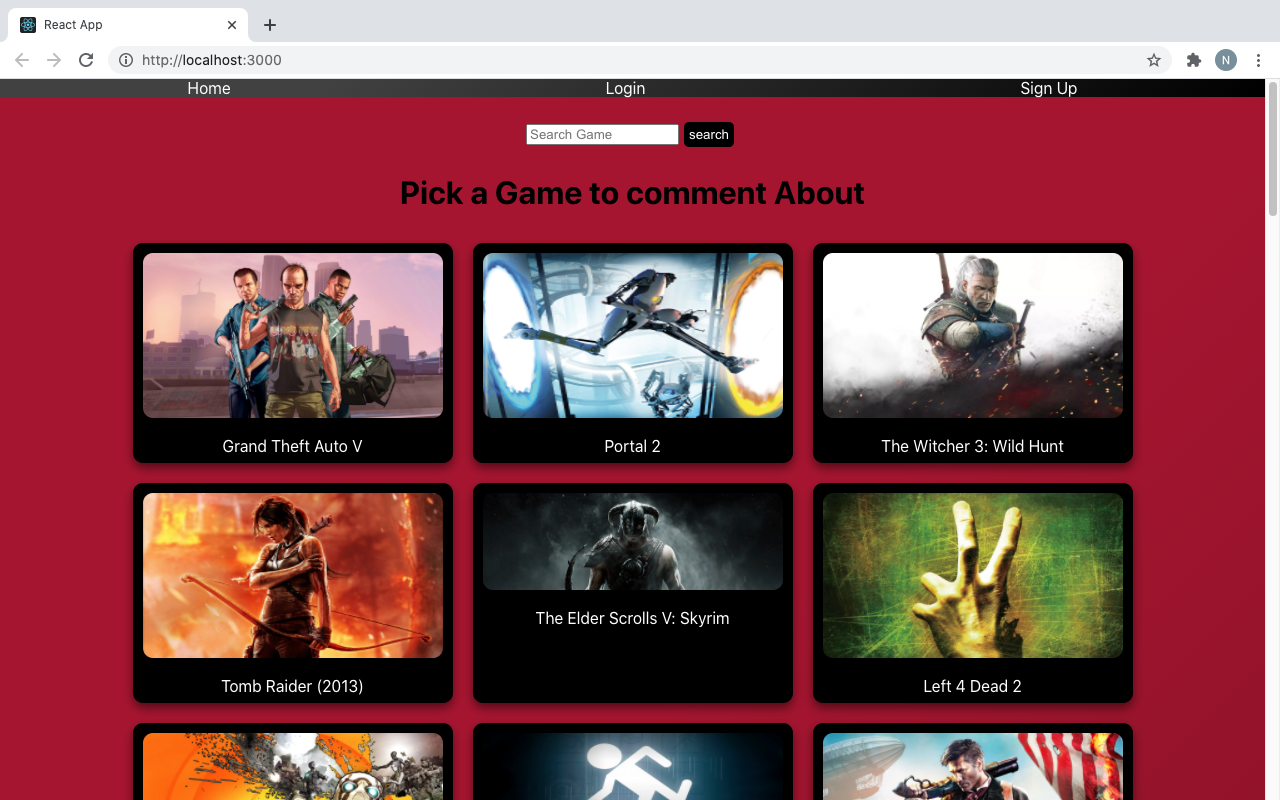 React App
http://localhost:3000
N
Home Login Sign Up
Search Game search
Pick a Game to comment About
Grand Theft Auto V Portal 2 The Witcher 3: Wild Hunt
Tomb Raider (2013) The Elder Scrolls V: Skyrim Left 4 Dead 2